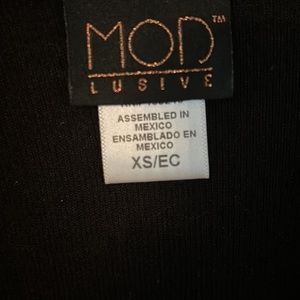 MOD™
LUSIVE
ASSEMBLED IN
MEXICO
ENSAMBLADO EN
MEXICO
XS/EC